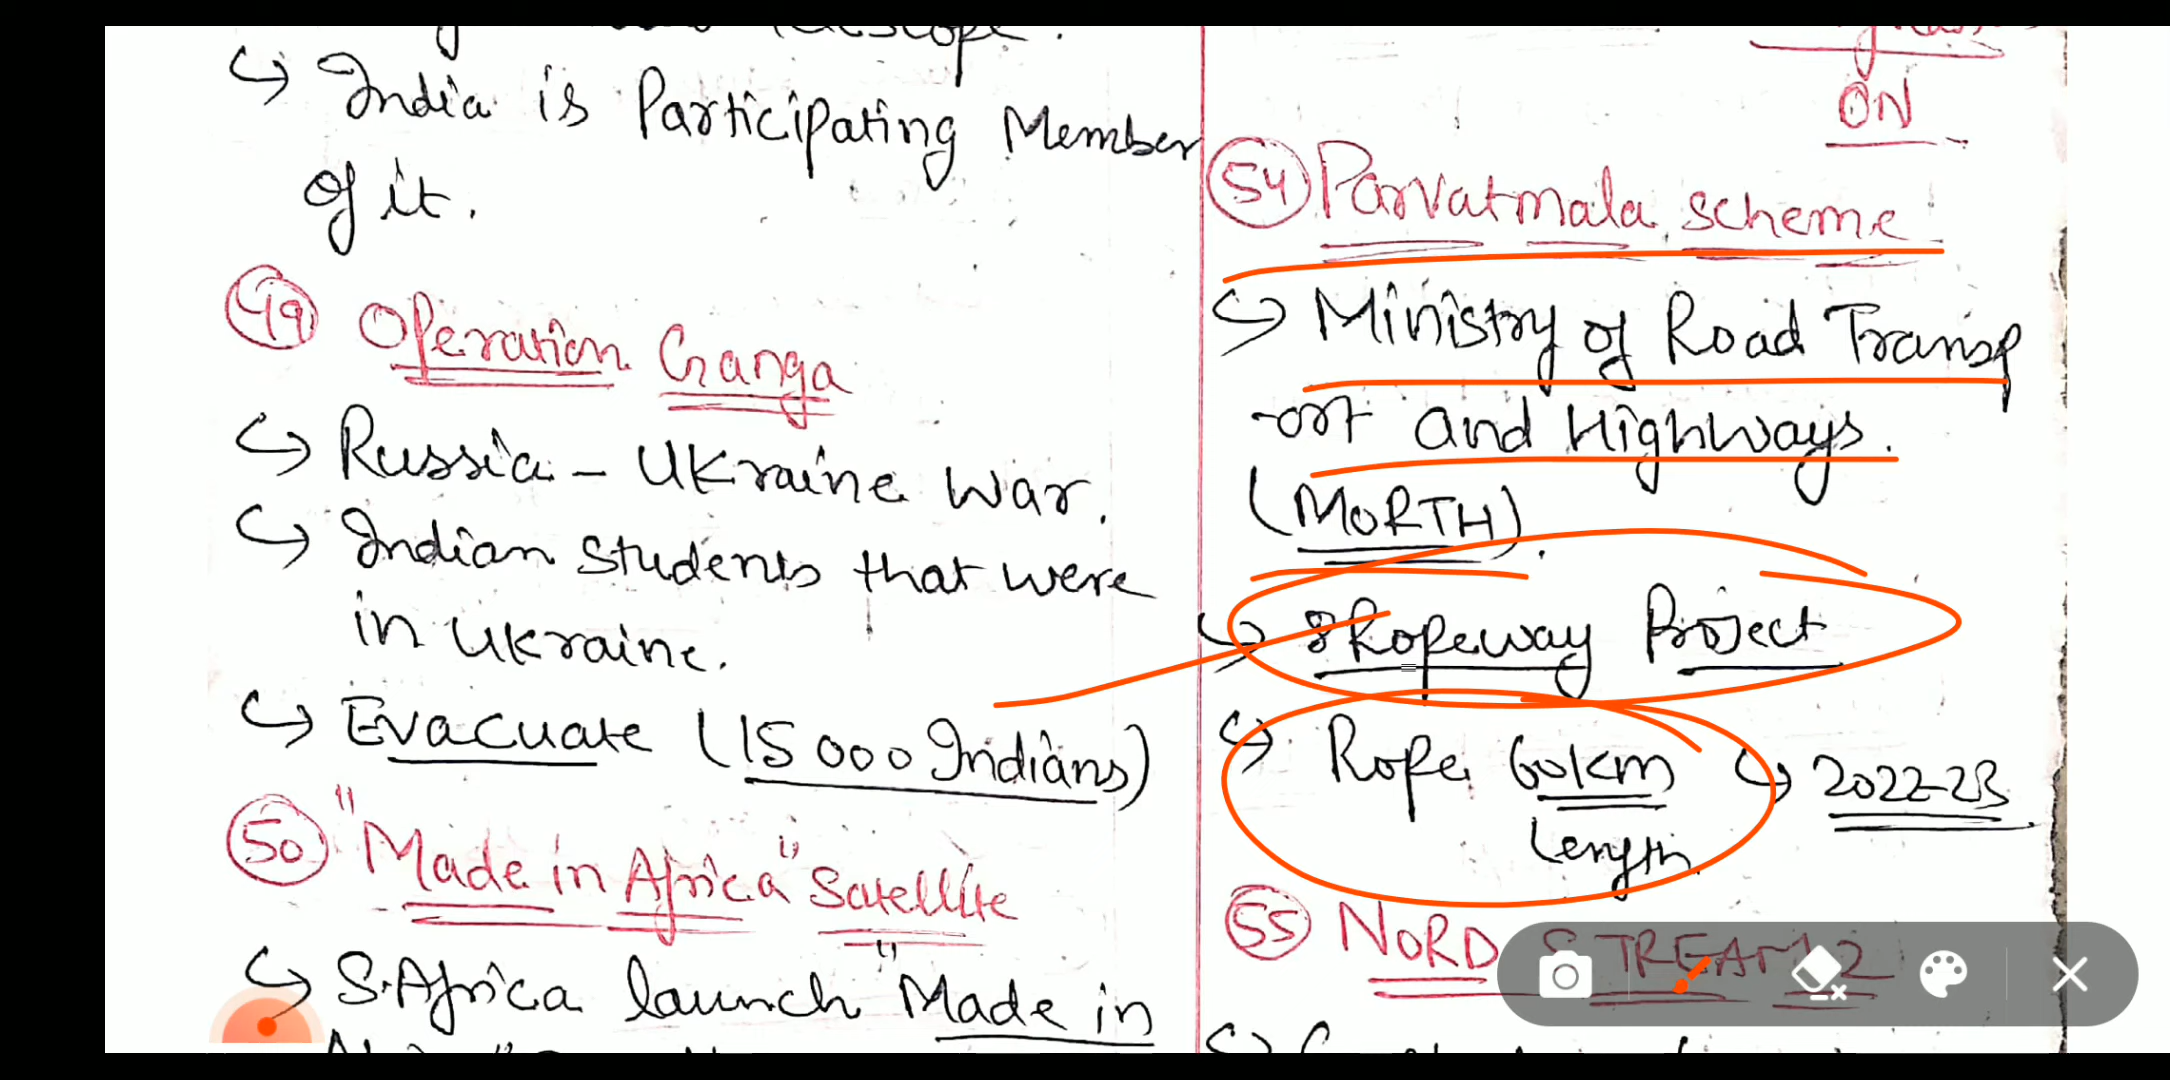 ↪ India is Participating Member
of it.
49 Operation Ganga
↪ Russia - Ukraine War.
↪ Indian Students that were
in Ukraine.
↪ Evacuate (15000 Indians)
50 "Made in Africa" Satellite
↪ S.Africa launch "Made in
ON
54 Parvatmala scheme
↪ Ministry of Road Transp
-ort and Highways.
(MORTH).
↪ 8 Ropeway Project
↪ Rope 60km ↪ 2022-23
Length
55 NORD STREAM 2